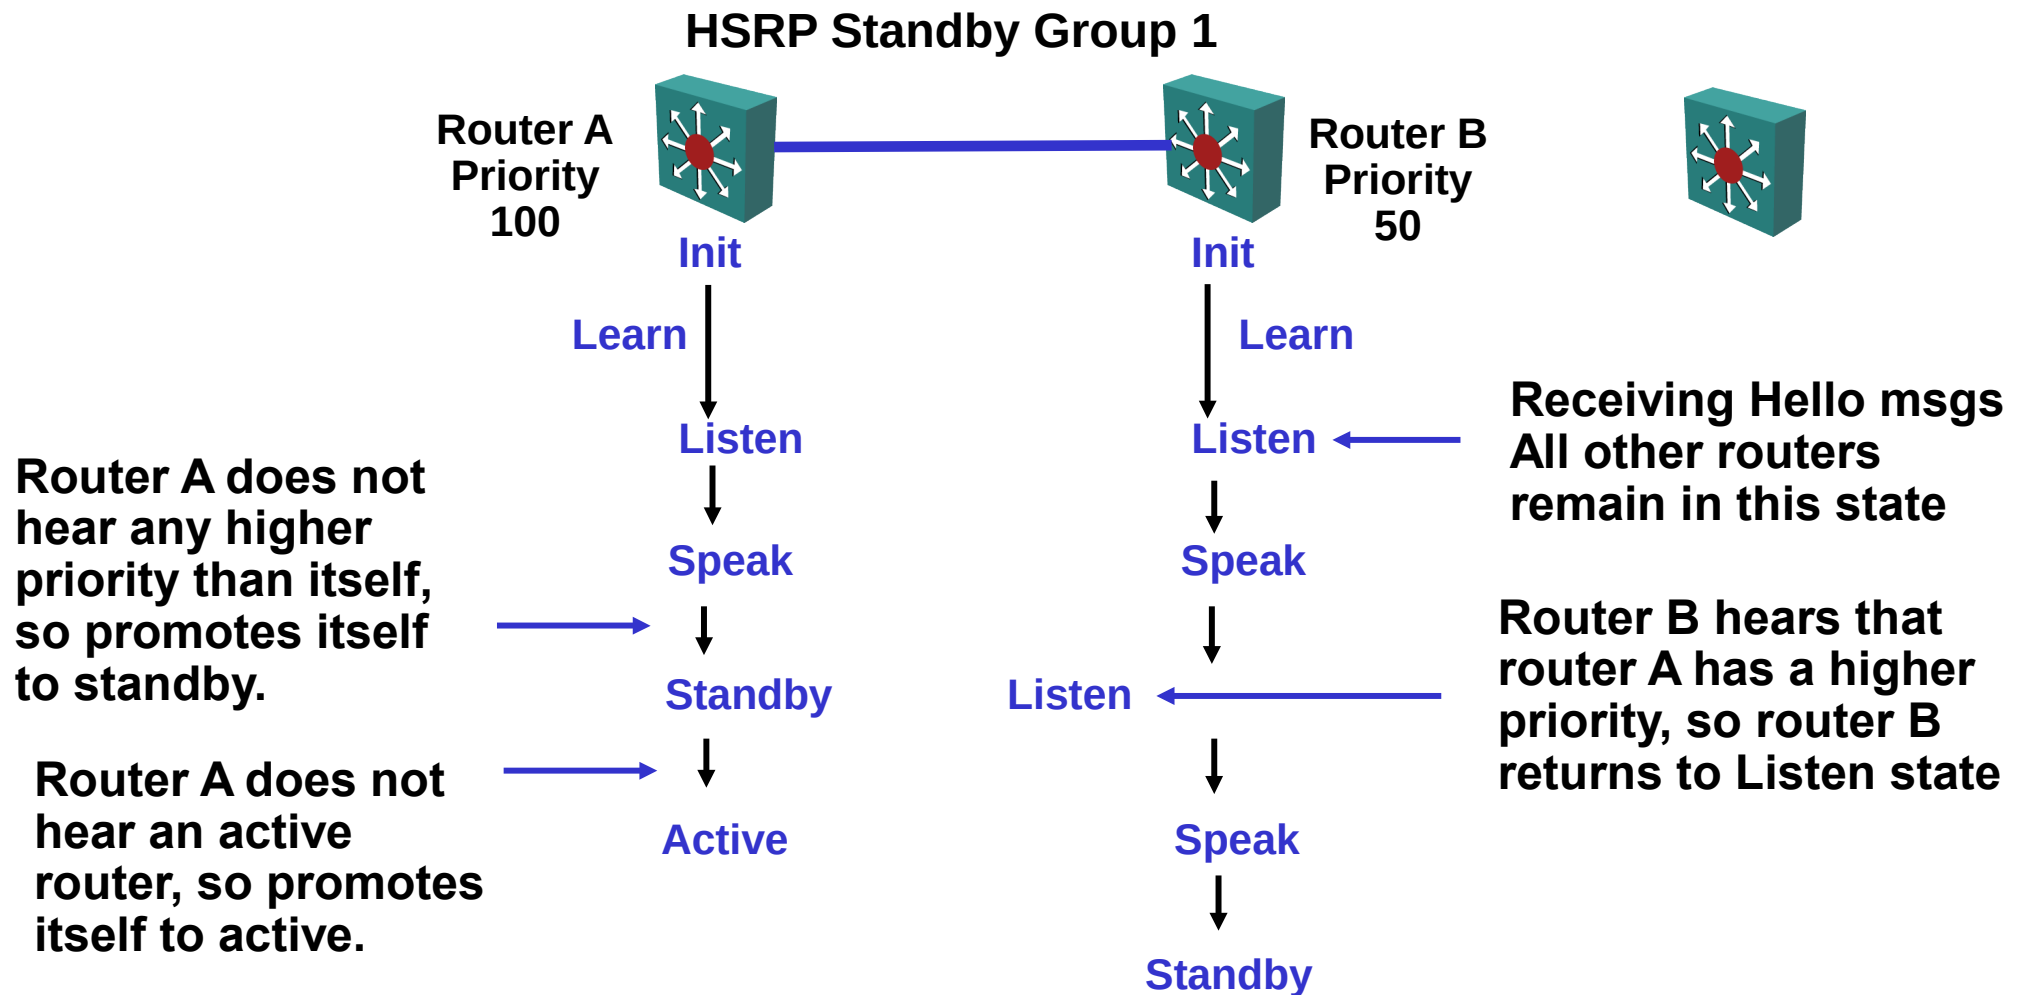 HSRP Standby Group 1
Router A
Priority
100
Router B
Priority
50
Init
Init
Learn
Learn
Listen
Listen
Receiving Hello msgs
All other routers
remain in this state
Router A does not
hear any higher
priority than itself,
so promotes itself
to standby.
Speak
Speak
Router B hears that
router A has a higher
priority, so router B
returns to Listen state
Standby
Listen
Router A does not
hear an active
router, so promotes
itself to active.
Active
Speak
Standby